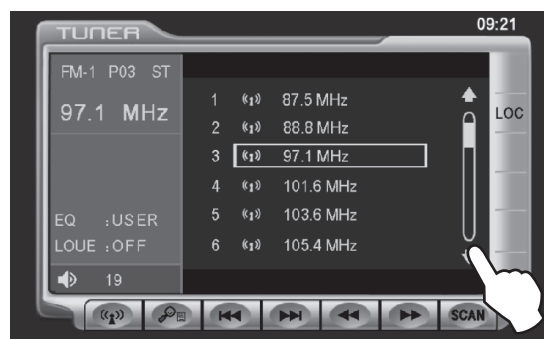 09:21
TUNER
FM-1 P03 ST
97.1 MHz
1 87.5 MHz
2 88.8 MHz
3 97.1 MHz
4 101.6 MHz
5 103.6 MHz
6 105.4 MHz
LOC
EQ :USER
LOUE :OFF
19
SCAN